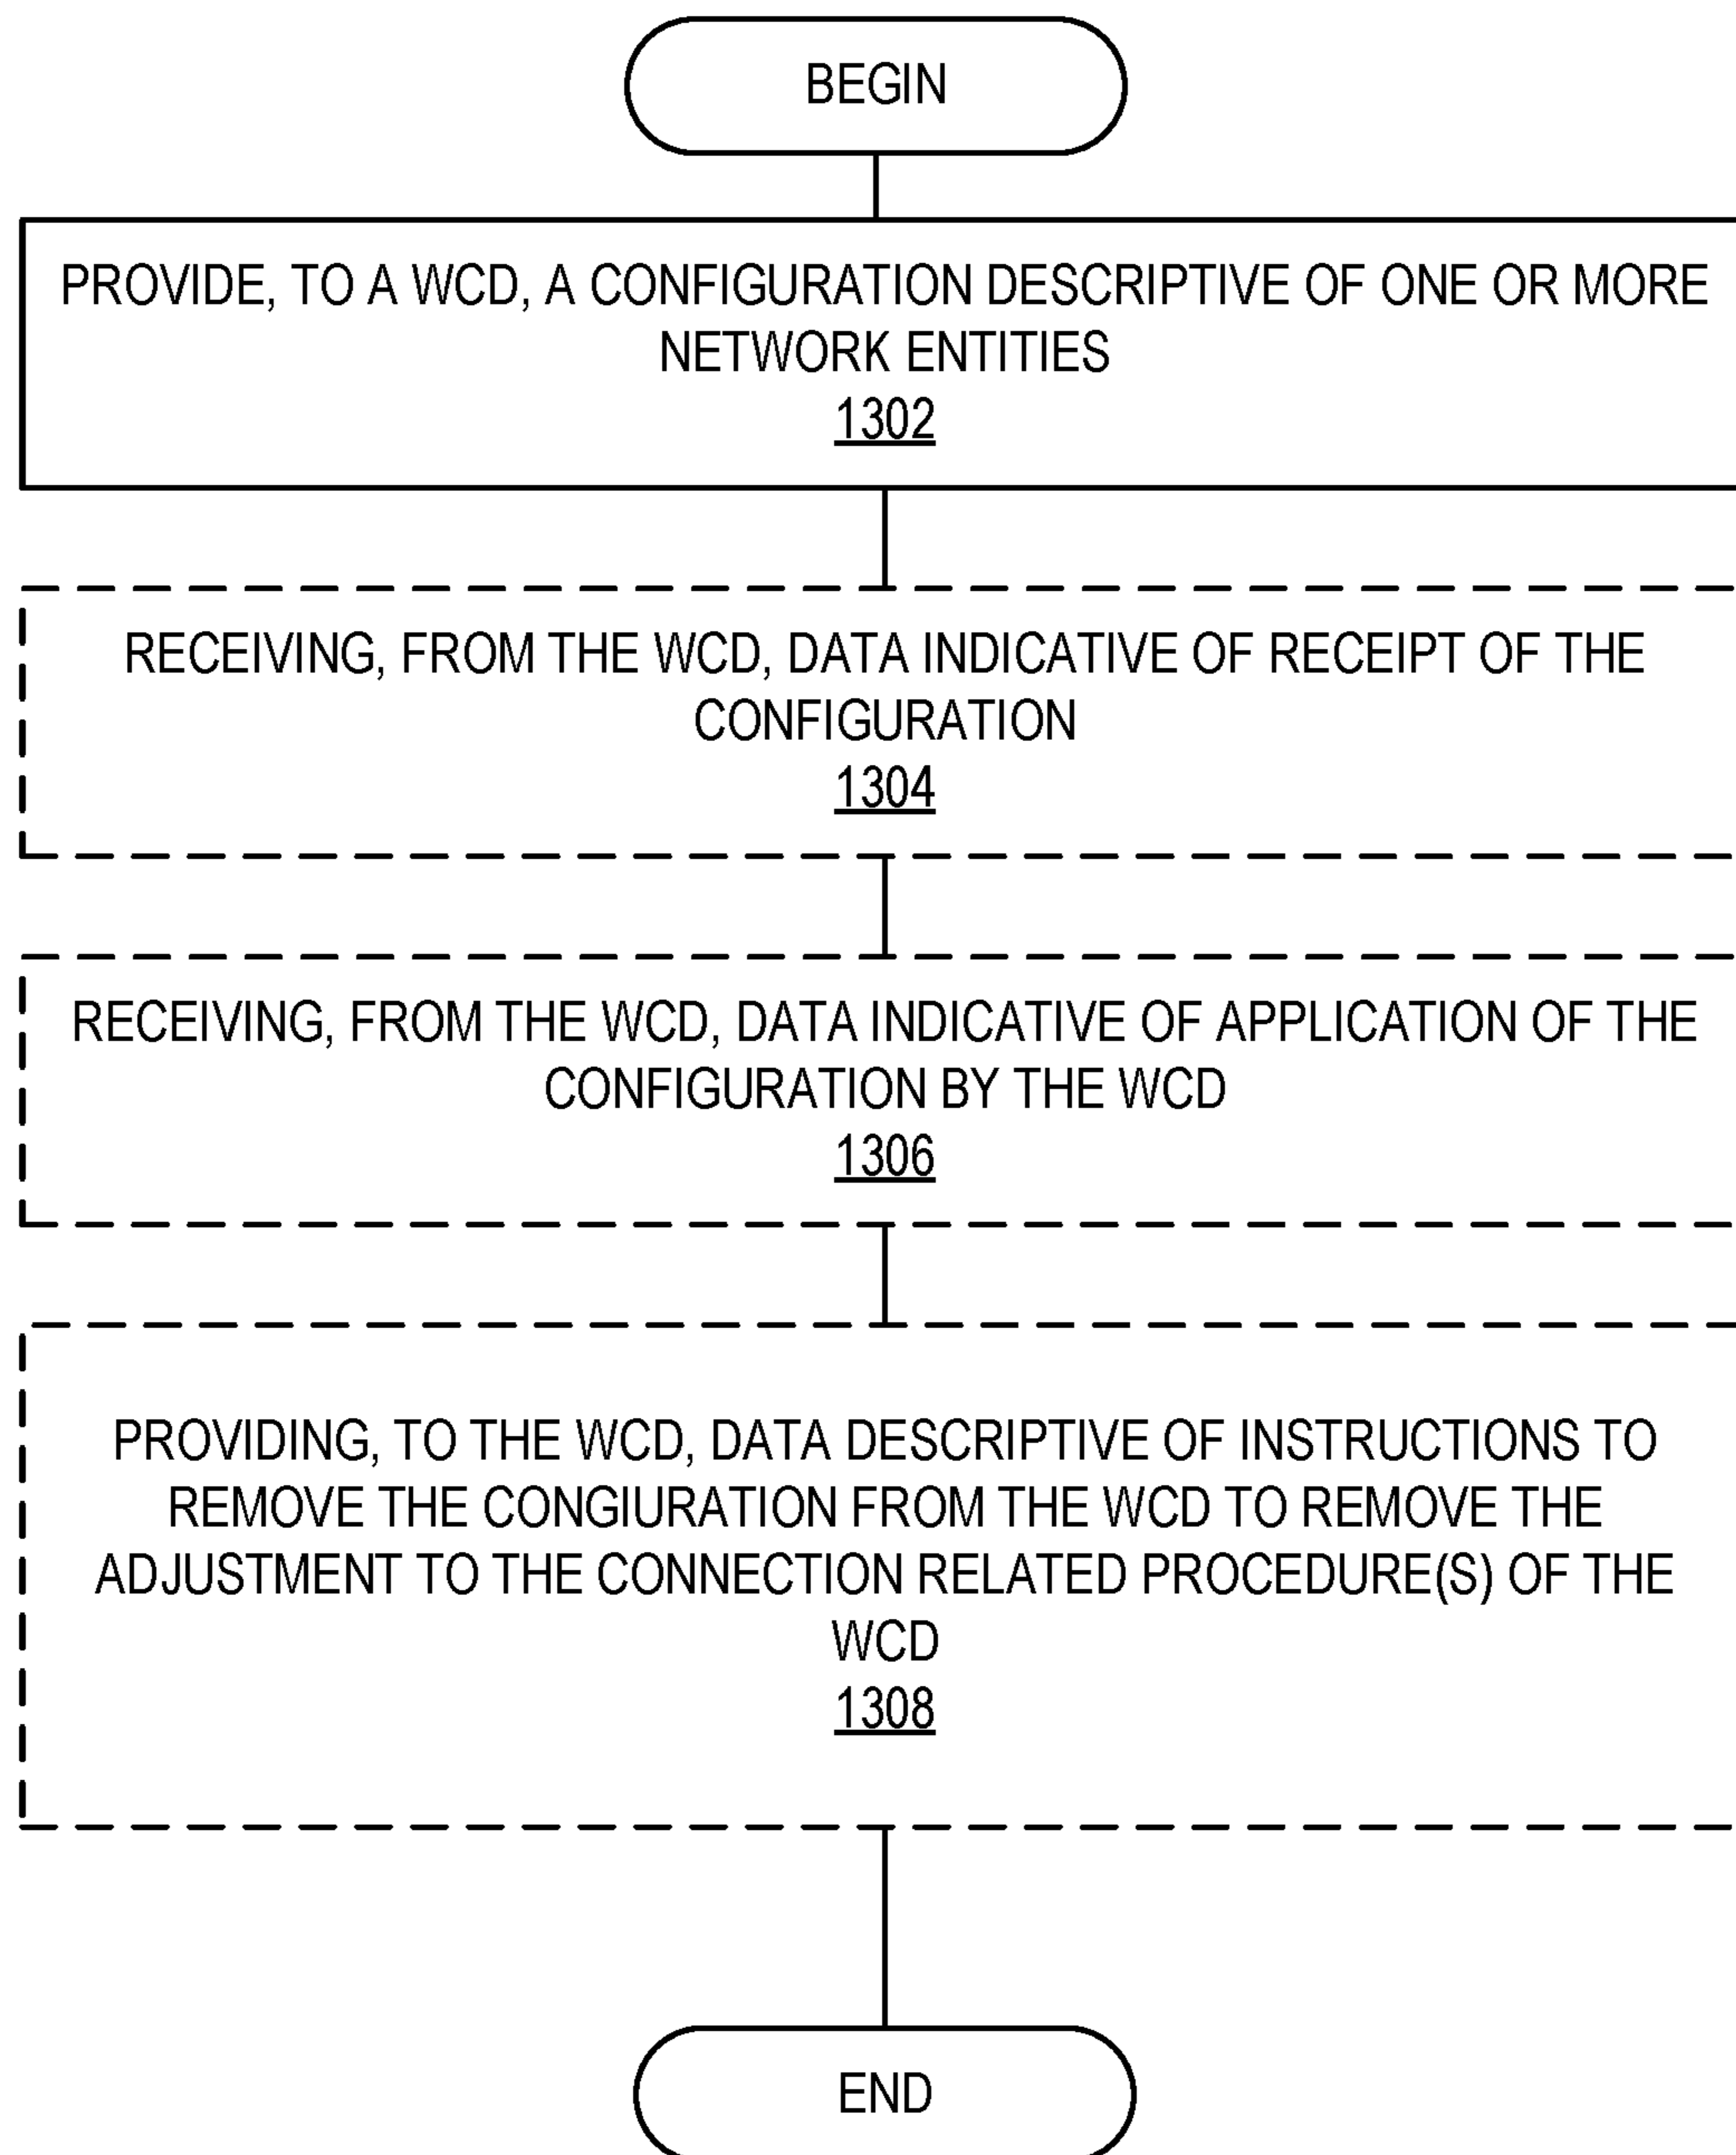 BEGIN
PROVIDE, TO A WCD, A CONFIGURATION DESCRIPTIVE OF ONE OR MORE
NETWORK ENTITIES
1302
RECEIVING, FROM THE WCD, DATA INDICATIVE OF RECEIPT OF THE
CONFIGURATION
1304
RECEIVING, FROM THE WCD, DATA INDICATIVE OF APPLICATION OF THE
CONFIGURATION BY THE WCD
1306
PROVIDING, TO THE WCD, DATA DESCRIPTIVE OF INSTRUCTIONS TO
REMOVE THE CONGIURATION FROM THE WCD TO REMOVE THE
ADJUSTMENT TO THE CONNECTION RELATED PROCEDURE(S) OF THE
WCD
1308
END